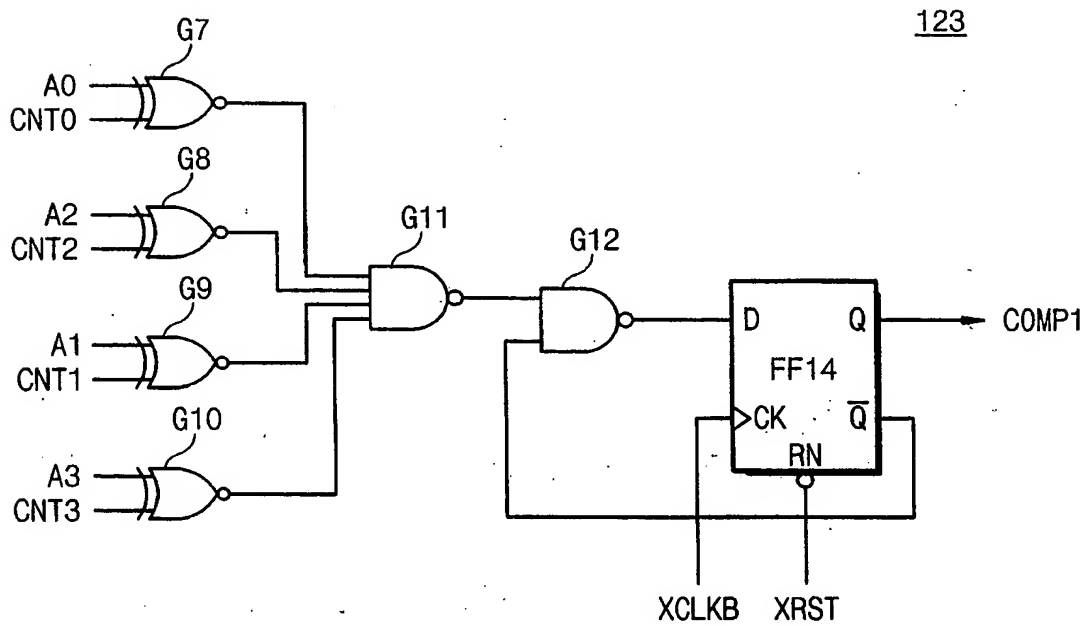 123
G7
A0
CNT0
G8
A2
CNT2
G11
G12
G9
A1
CNT1
D Q
COMP1
FF14
CK Q̅
RN
G10
A3
CNT3
XCLKB XRST